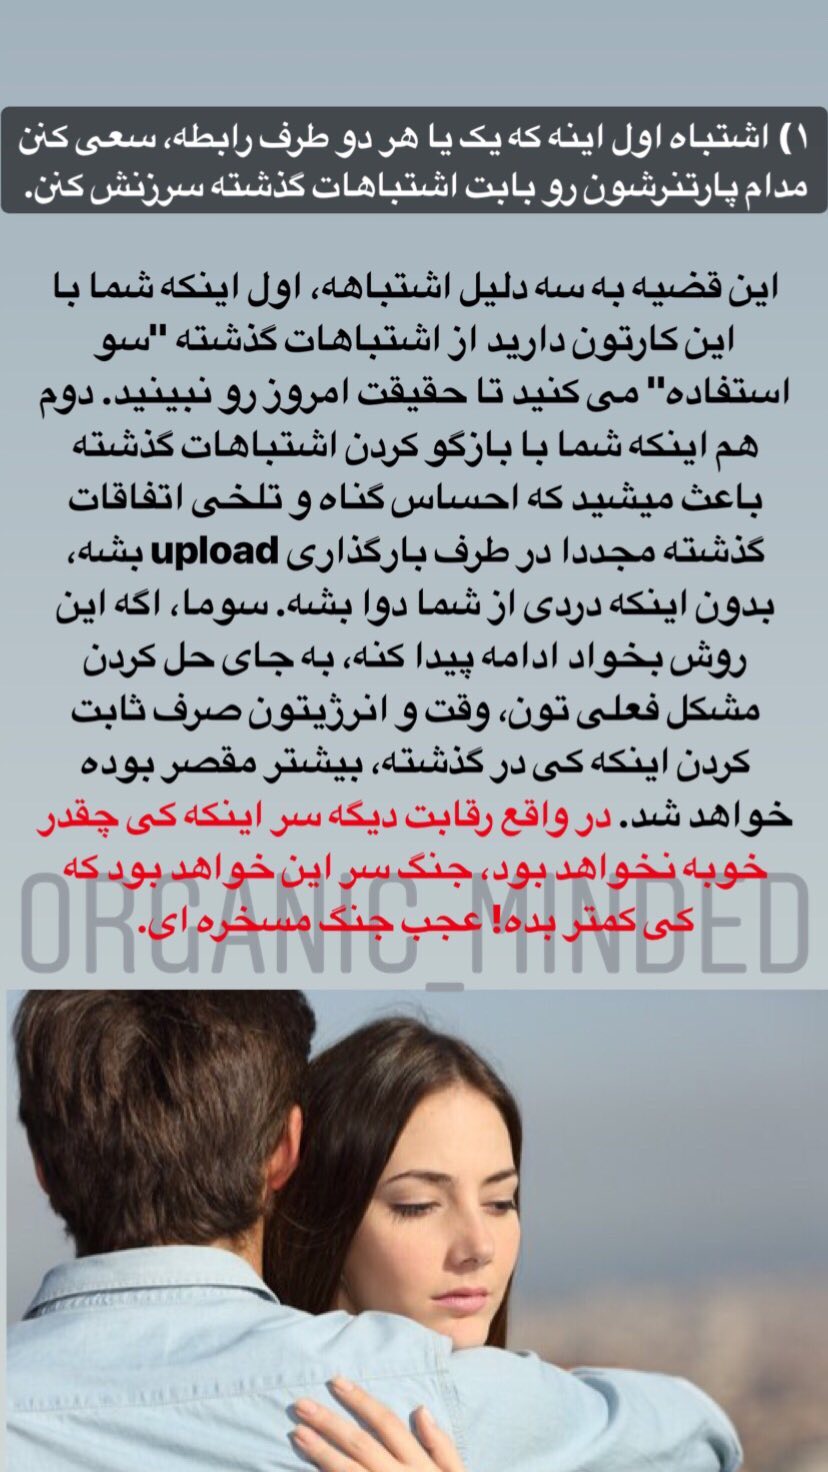 ۱) اشتباه اول اینه که یک یا هر دو طرف رابطه، سعی کنن
مدام پارتنرشون رو بابت اشتباهات گذشته سرزنش کنن.
این قضیه به سه دلیل اشتباهه، اول اینکه شما با
این کارتون دارید از اشتباهات گذشته "سو
استفاده" می کنید تا حقیقت امروز رو نبینید. دوم
هم اینکه شما با بازگو کردن اشتباهات گذشته
باعث میشید که احساس گناه و تلخی اتفاقات
گذشته مجددا در طرف بارگذاری upload بشه،
بدون اینکه دردی از شما دوا بشه. سوما، اگه این
روش بخواد ادامه پیدا کنه، به جای حل کردن
مشکل فعلی تون، وقت و انرژیتون صرف ثابت
کردن اینکه کی در گذشته، بیشتر مقصر بوده
خواهد شد. در واقع رقابت دیگه سر اینکه کی چقدر
خوبه نخواهد بود، جنگ سر این خواهد بود که
کی کمتر بده! عجب جنگ مسخره ای.
ORGANIC_MINDED